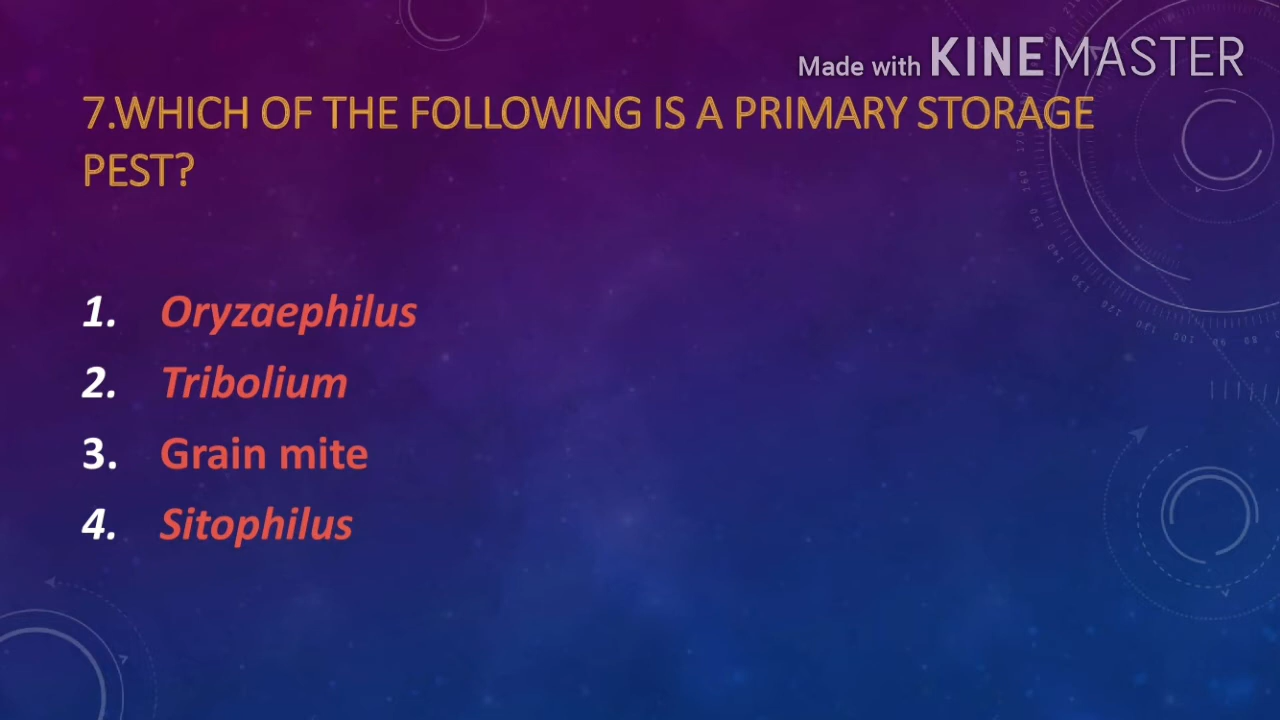 Made with KINEMASTER
7.WHICH OF THE FOLLOWING IS A PRIMARY STORAGE
PEST?
1. Oryzaephilus
2. Tribolium
3. Grain mite
4. Sitophilus